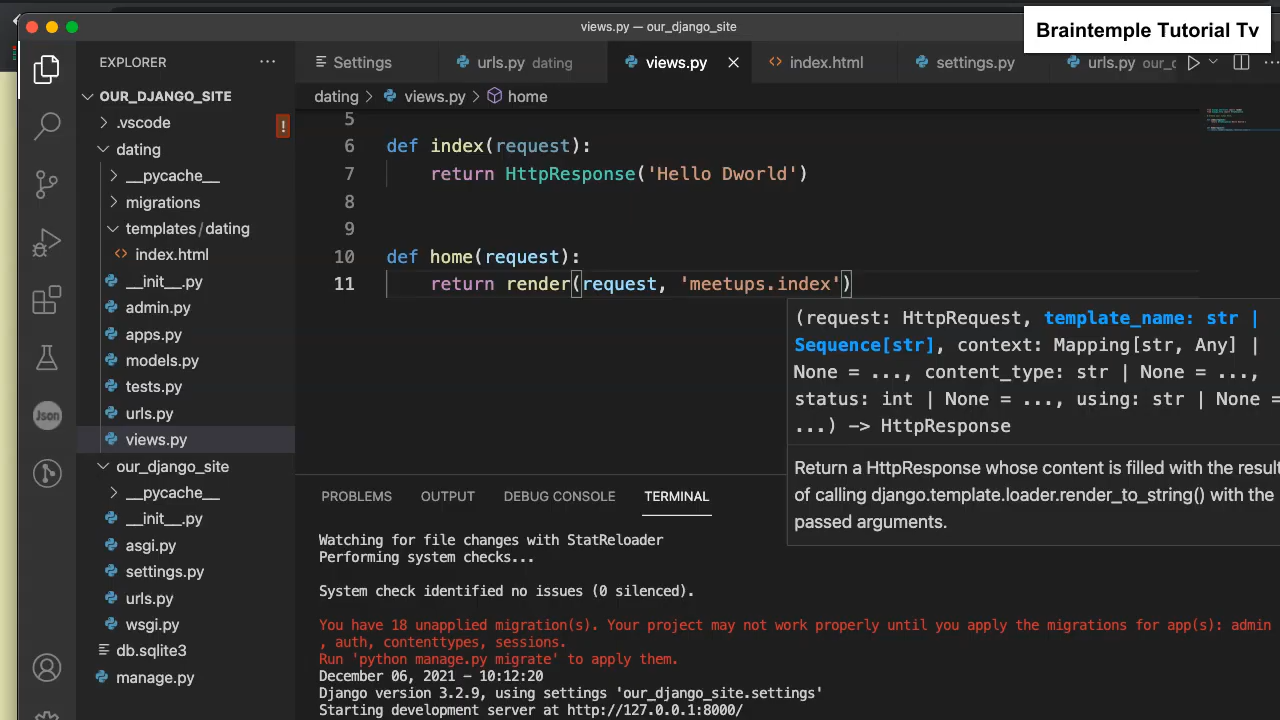 views.py — our_django_site
Braintemple Tutorial Tv
EXPLORER
Settings
urls.py dating
views.py
index.html
settings.py
urls.py our_c
OUR_DJANGO_SITE
.vscode
!
dating
__pycache__
migrations
templates/dating
index.html
__init__.py
admin.py
apps.py
models.py
tests.py
urls.py
views.py
our_django_site
__pycache__
__init__.py
asgi.py
settings.py
urls.py
wsgi.py
db.sqlite3
manage.py
Json
dating > views.py > home
5
6 def index(request):
7 return HttpResponse('Hello Dworld')
8
9
10 def home(request):
11 return render(request, 'meetups.index')
(request: HttpRequest, template_name: str |
Sequence[str], context: Mapping[str, Any] |
None = ..., content_type: str | None = ...,
status: int | None = ..., using: str | None =
...) -> HttpResponse
Return a HttpResponse whose content is filled with the result
of calling django.template.loader.render_to_string() with the
passed arguments.
PROBLEMS OUTPUT DEBUG CONSOLE TERMINAL
Watching for file changes with StatReloader
Performing system checks...
System check identified no issues (0 silenced).
You have 18 unapplied migration(s). Your project may not work properly until you apply the migrations for app(s): admin
, auth, contenttypes, sessions.
Run 'python manage.py migrate' to apply them.
December 06, 2021 – 10:12:20
Django version 3.2.9, using settings 'our_django_site.settings'
Starting development server at http://127.0.0.1:8000/